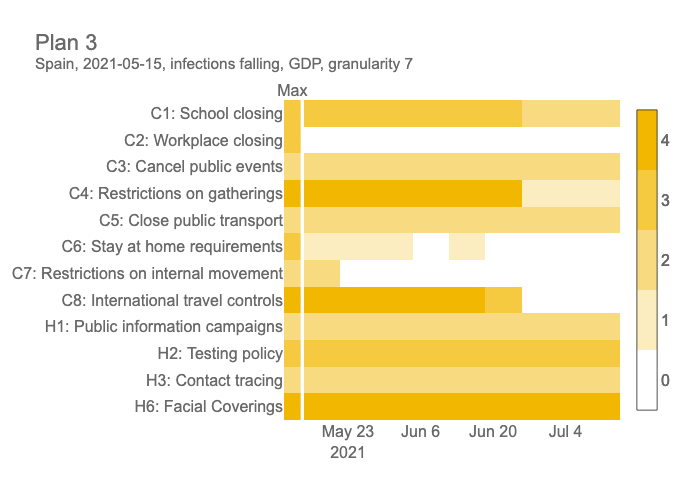 Plan 3
Spain, 2021-05-15, infections falling, GDP, granularity 7
Max
C1: School closing
C2: Workplace closing
C3: Cancel public events
C4: Restrictions on gatherings
C5: Close public transport
C6: Stay at home requirements
C7: Restrictions on internal movement
C8: International travel controls
H1: Public information campaigns
H2: Testing policy
H3: Contact tracing
H6: Facial Coverings
May 23 Jun 6 Jun 20 Jul 4
2021
4
3
2
1
0